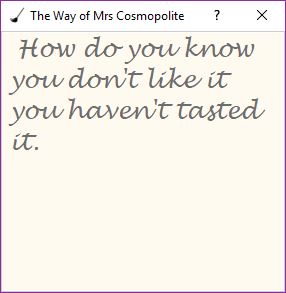 The Way of Mrs Cosmopolite ?
How do you know
you don't like it
you haven't tasted
it.